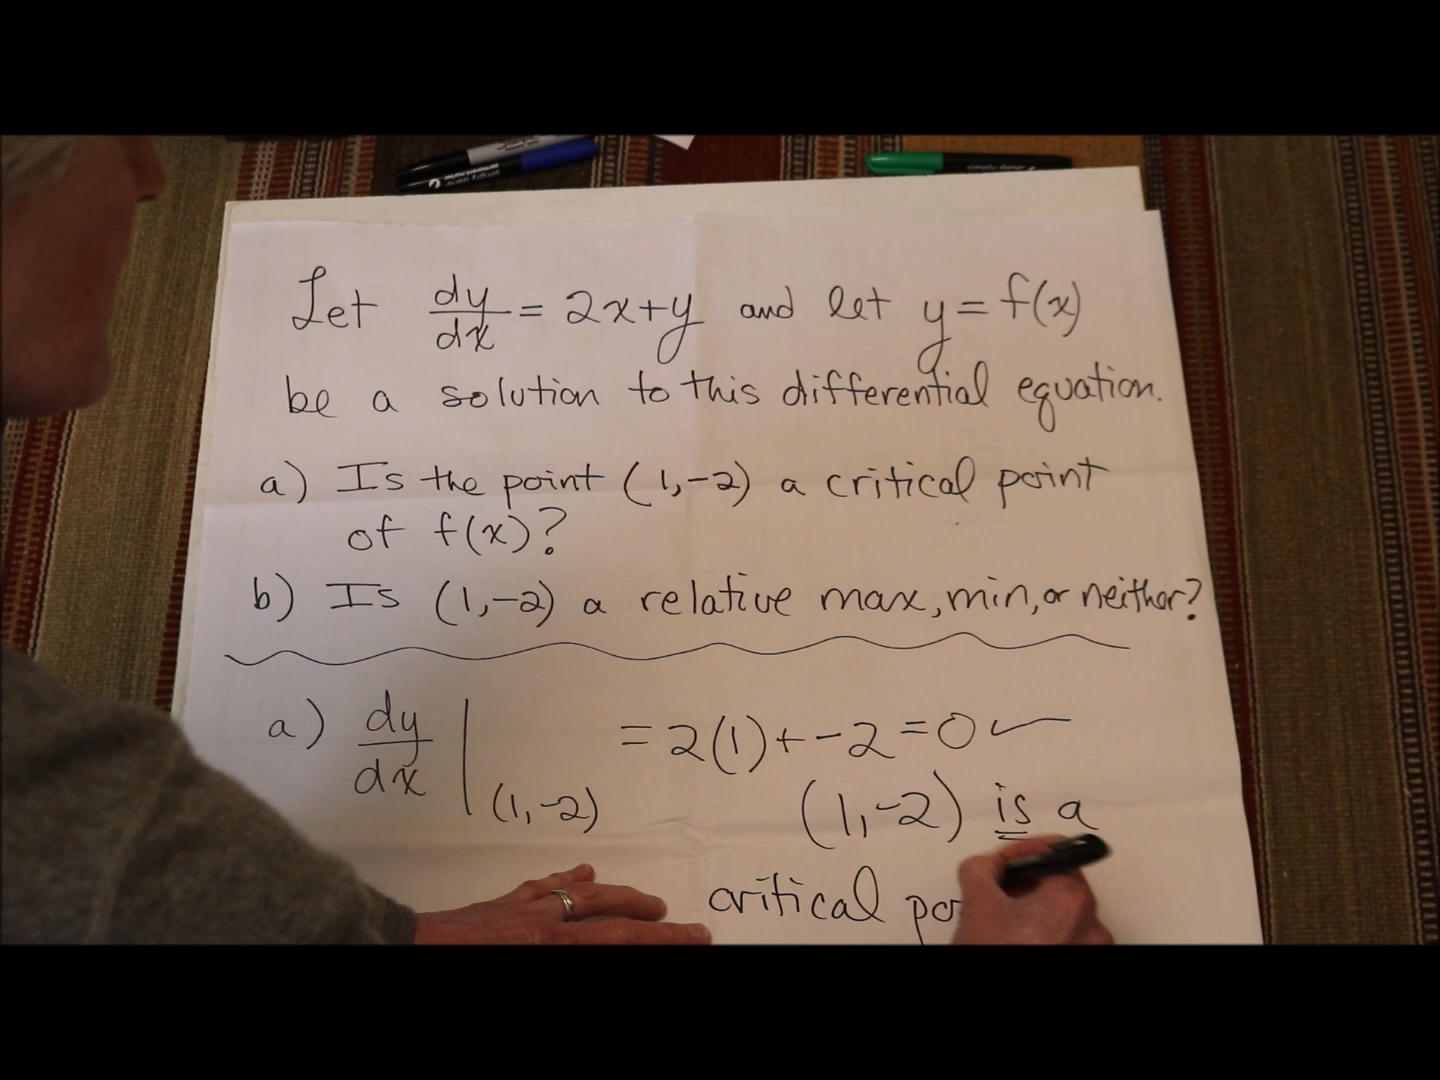 Let dy/dx = 2x+y and let y = f(x)
be a solution to this differential equation.
a) Is the point (1,-2) a critical point
of f(x)?
b) Is (1,-2) a relative max, min, or neither?
a) dy/dx |(1,-2) = 2(1)+-2=0 ✓
(1,-2) is a
critical po